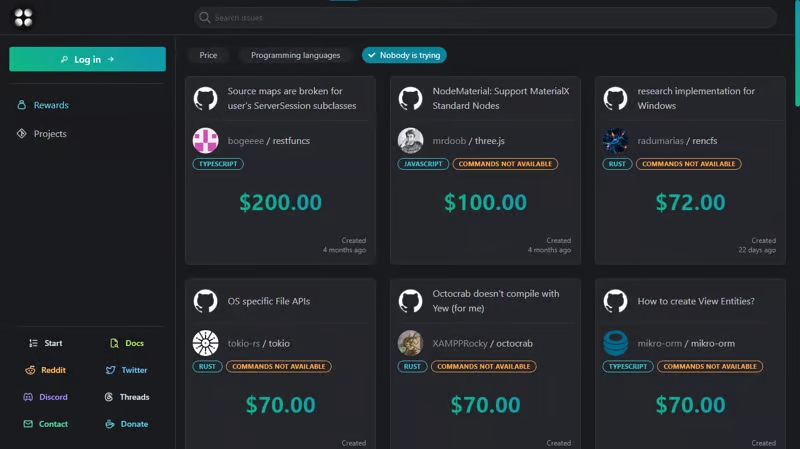 Search issues
Log in
Rewards
Projects
Start
Docs
Reddit
Twitter
Discord
Threads
Contact
Donate
Price
Programming languages
Nobody is trying
Source maps are broken for
user's ServerSession subclasses
bogeeee / restfuncs
TYPESCRIPT
$200.00
Created
4 months ago
NodeMaterial: Support MaterialX
Standard Nodes
mrdoob / three.js
JAVASCRIPT
COMMANDS NOT AVAILABLE
$100.00
Created
4 months ago
research implementation for
Windows
radumarias / rencfs
RUST
COMMANDS NOT AVAILABLE
$72.00
Created
22 days ago
OS specific File APIs
tokio-rs / tokio
RUST
COMMANDS NOT AVAILABLE
$70.00
Created
Octocrab doesn't compile with
Yew (for me)
XAMPPRocky / octocrab
RUST
COMMANDS NOT AVAILABLE
$70.00
Created
How to create View Entities?
mikro-orm / mikro-orm
TYPESCRIPT
COMMANDS NOT AVAILABLE
$70.00
Created